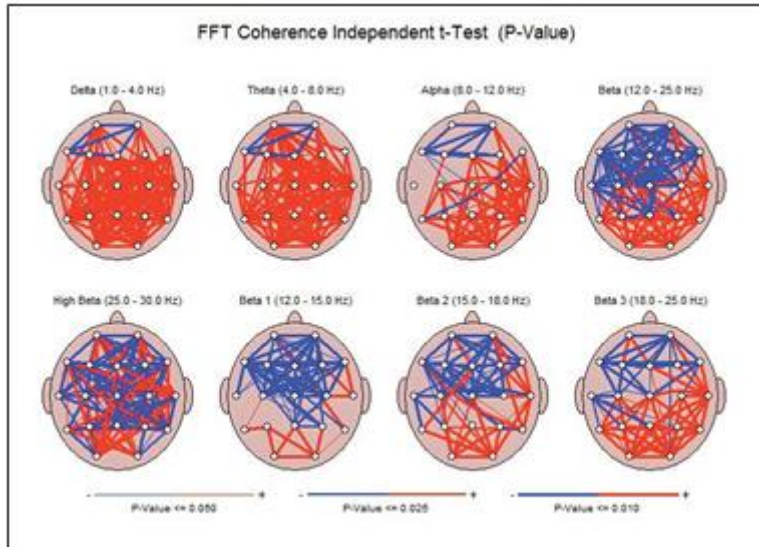 FFT Coherence Independent t-Test (P-Value)
Delta (1.0 - 4.0 Hz)
Theta (4.0 - 8.0 Hz)
Alpha (8.0 - 12.0 Hz)
Beta (12.0 - 25.0 Hz)
High Beta (25.0 - 30.0 Hz)
Beta 1 (12.0 - 15.0 Hz)
Beta 2 (15.0 - 18.0 Hz)
Beta 3 (18.0 - 25.0 Hz)
- +
P-Value <= 0.050
- +
P-Value <= 0.025
- +
P-Value <= 0.010